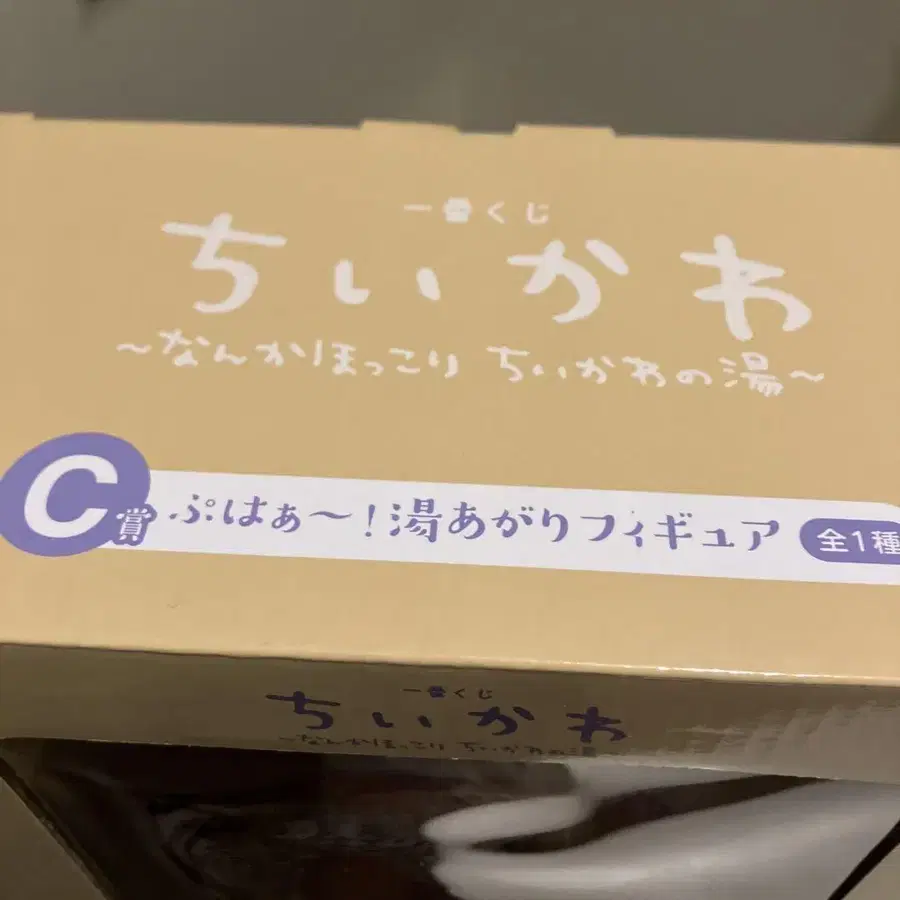 一番くじ
ちいかわ
～なんかほっこり ちいかわの湯～
C賞 ぷはぁ～！湯あがりフィギュア 全1種
一番くじ
ちいかわ
～なんかほっこり ちいかわの湯～